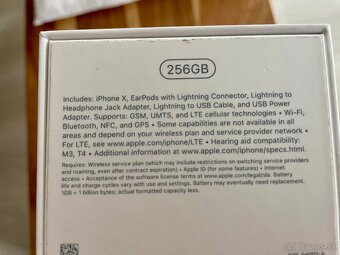 256GB
Includes: iPhone X, EarPods with Lightning Connector, Lightning to
Headphone Jack Adapter, Lightning to USB Cable, and USB Power
Adapter. Supports: GSM, UMTS, and LTE cellular technologies • Wi-Fi,
Bluetooth, NFC, and GPS • Some capabilities are not available in all
areas and depend on your wireless plan and service provider network •
For LTE, see www.apple.com/iphone/LTE • Hearing aid compatibility:
M3, T4 • Additional information at www.apple.com/iphone/specs.html.
Requires: Wireless service plan (which may include restrictions on switching service providers
and roaming, even after contract expiration) • Apple ID (for some features) • Internet
access • Acceptance of the software license terms at www.apple.com/legal/sla. Battery
life and charge cycles vary with use and settings. Battery may eventually need replacement.
1GB = 1 billion bytes; actual formatted capacity less.